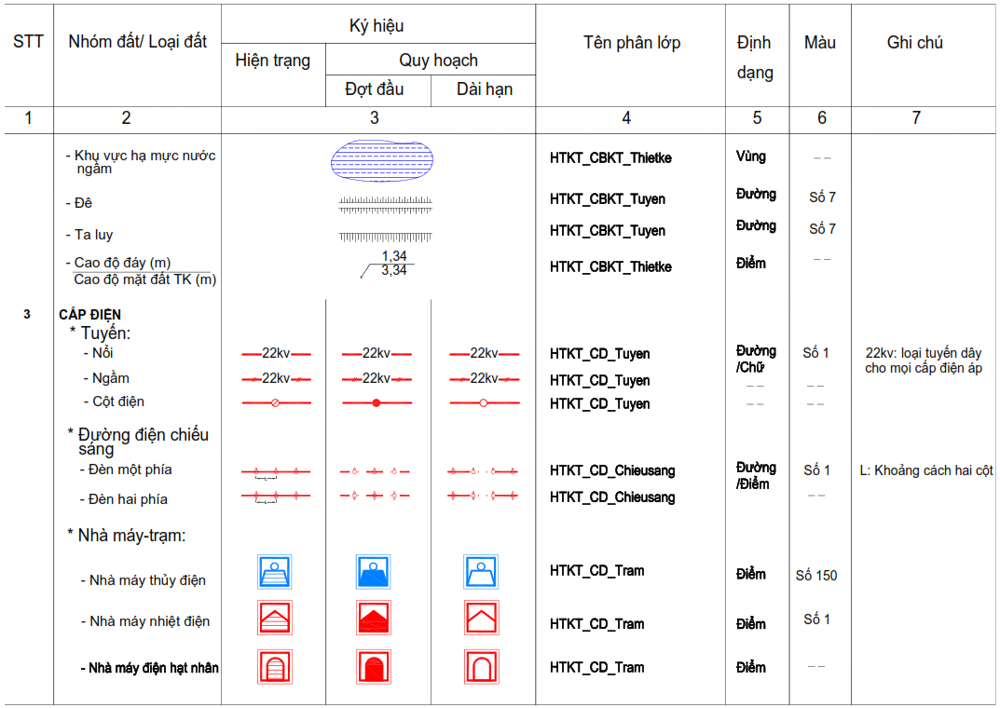 STT Nhóm đất/ Loại đất Ký hiệu Tên phân lớp Định dạng Màu Ghi chú
Hiện trạng Quy hoạch
Đợt đầu Dài hạn
1 2 3 4 5 6 7
- Khu vực hạ mực nước ngầm HTKT_CBKT_Thietke Vùng – –
- Đê HTKT_CBKT_Tuyen Đường Số 7
- Ta luy HTKT_CBKT_Tuyen Đường Số 7
- Cao độ đáy (m) 1,34 HTKT_CBKT_Thietke Điểm – –
Cao độ mặt đất TK (m) 3,34
3 CẤP ĐIỆN
* Tuyến:
- Nổi 22kv 22kv 22kv HTKT_CD_Tuyen Đường /Chữ Số 1 22kv: loại tuyến dây cho mọi cấp điện áp
- Ngầm 22kv 22kv 22kv HTKT_CD_Tuyen – – – –
- Cột điện HTKT_CD_Tuyen – – – –
* Đường điện chiếu sáng
- Đèn một phía L HTKT_CD_Chieusang Đường /Điểm Số 1 L: Khoảng cách hai cột
- Đèn hai phía L HTKT_CD_Chieusang – –
* Nhà máy-trạm:
- Nhà máy thủy điện HTKT_CD_Tram Điểm Số 150
- Nhà máy nhiệt điện HTKT_CD_Tram Điểm Số 1
- Nhà máy điện hạt nhân HTKT_CD_Tram Điểm – –